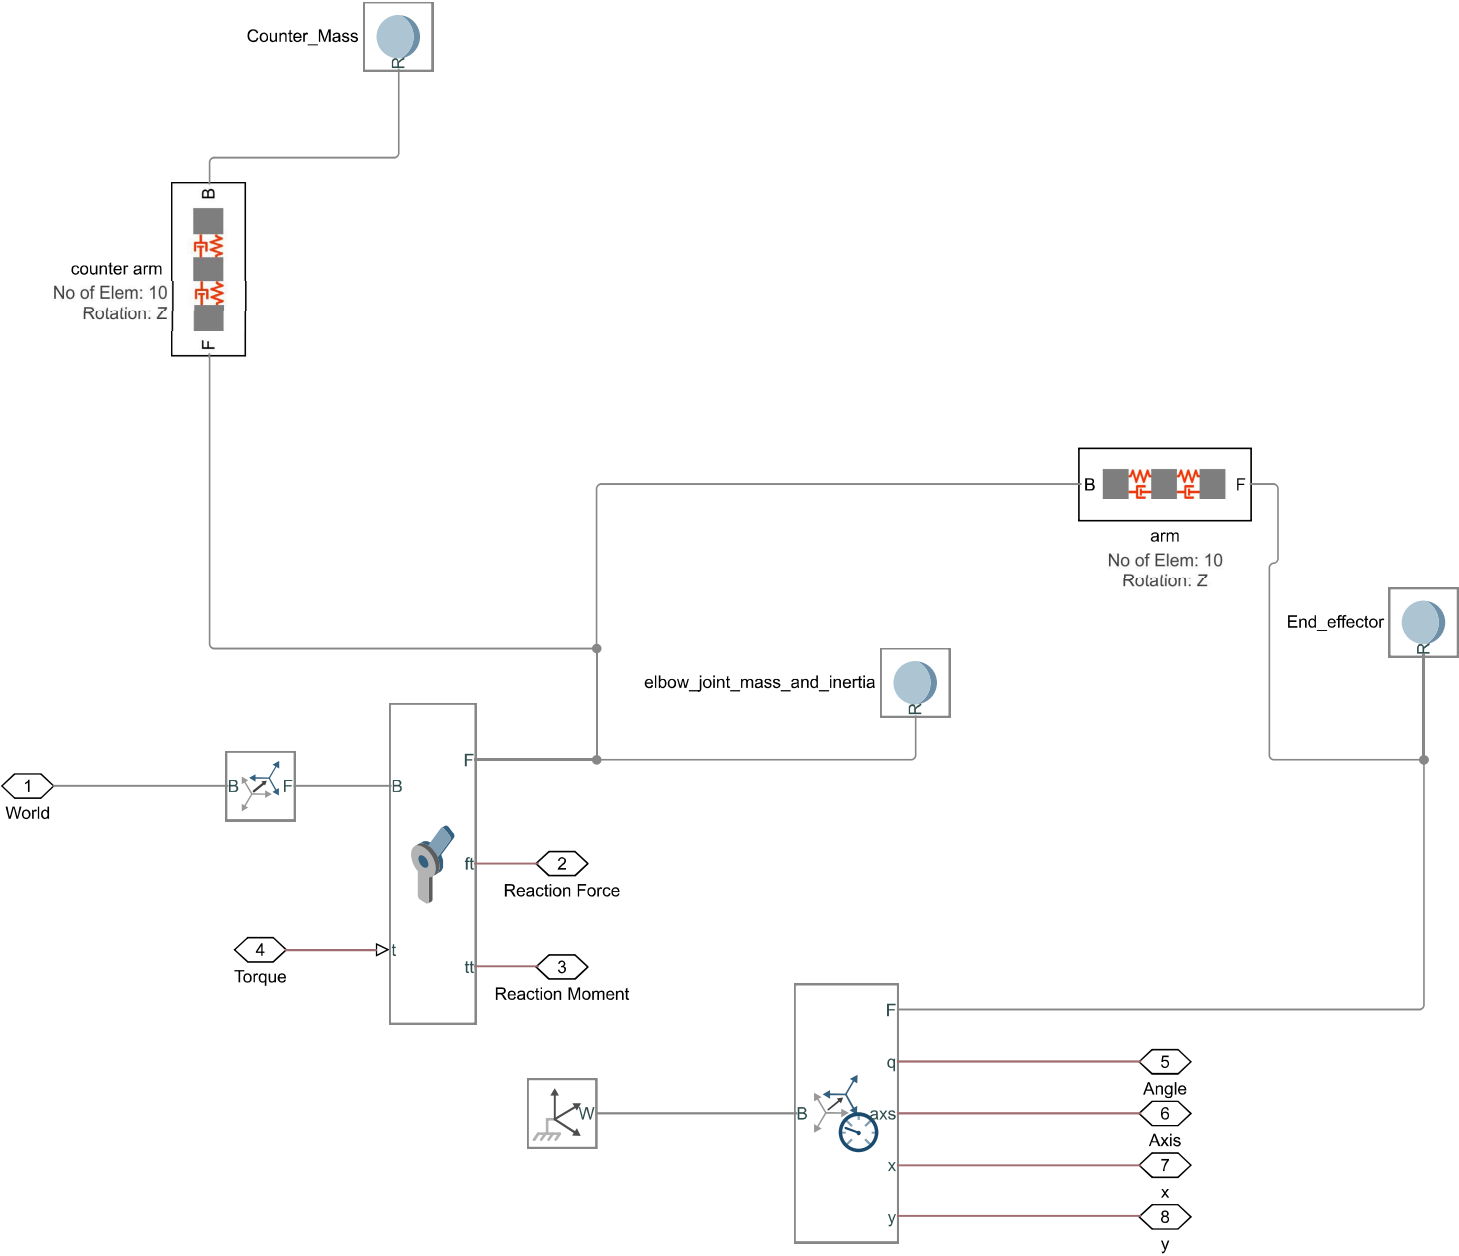 Counter_Mass
R
B
counter arm
No of Elem: 10
Rotation: Z
F
B
F
arm
No of Elem: 10
Rotation: Z
End_effector
R
elbow_joint_mass_and_inertia
R
1
World
B
F
B
F
ft
2
Reaction Force
4
Torque
t
tt
3
Reaction Moment
F
q
5
Angle
W
B
axs
6
Axis
x
7
x
y
8
y